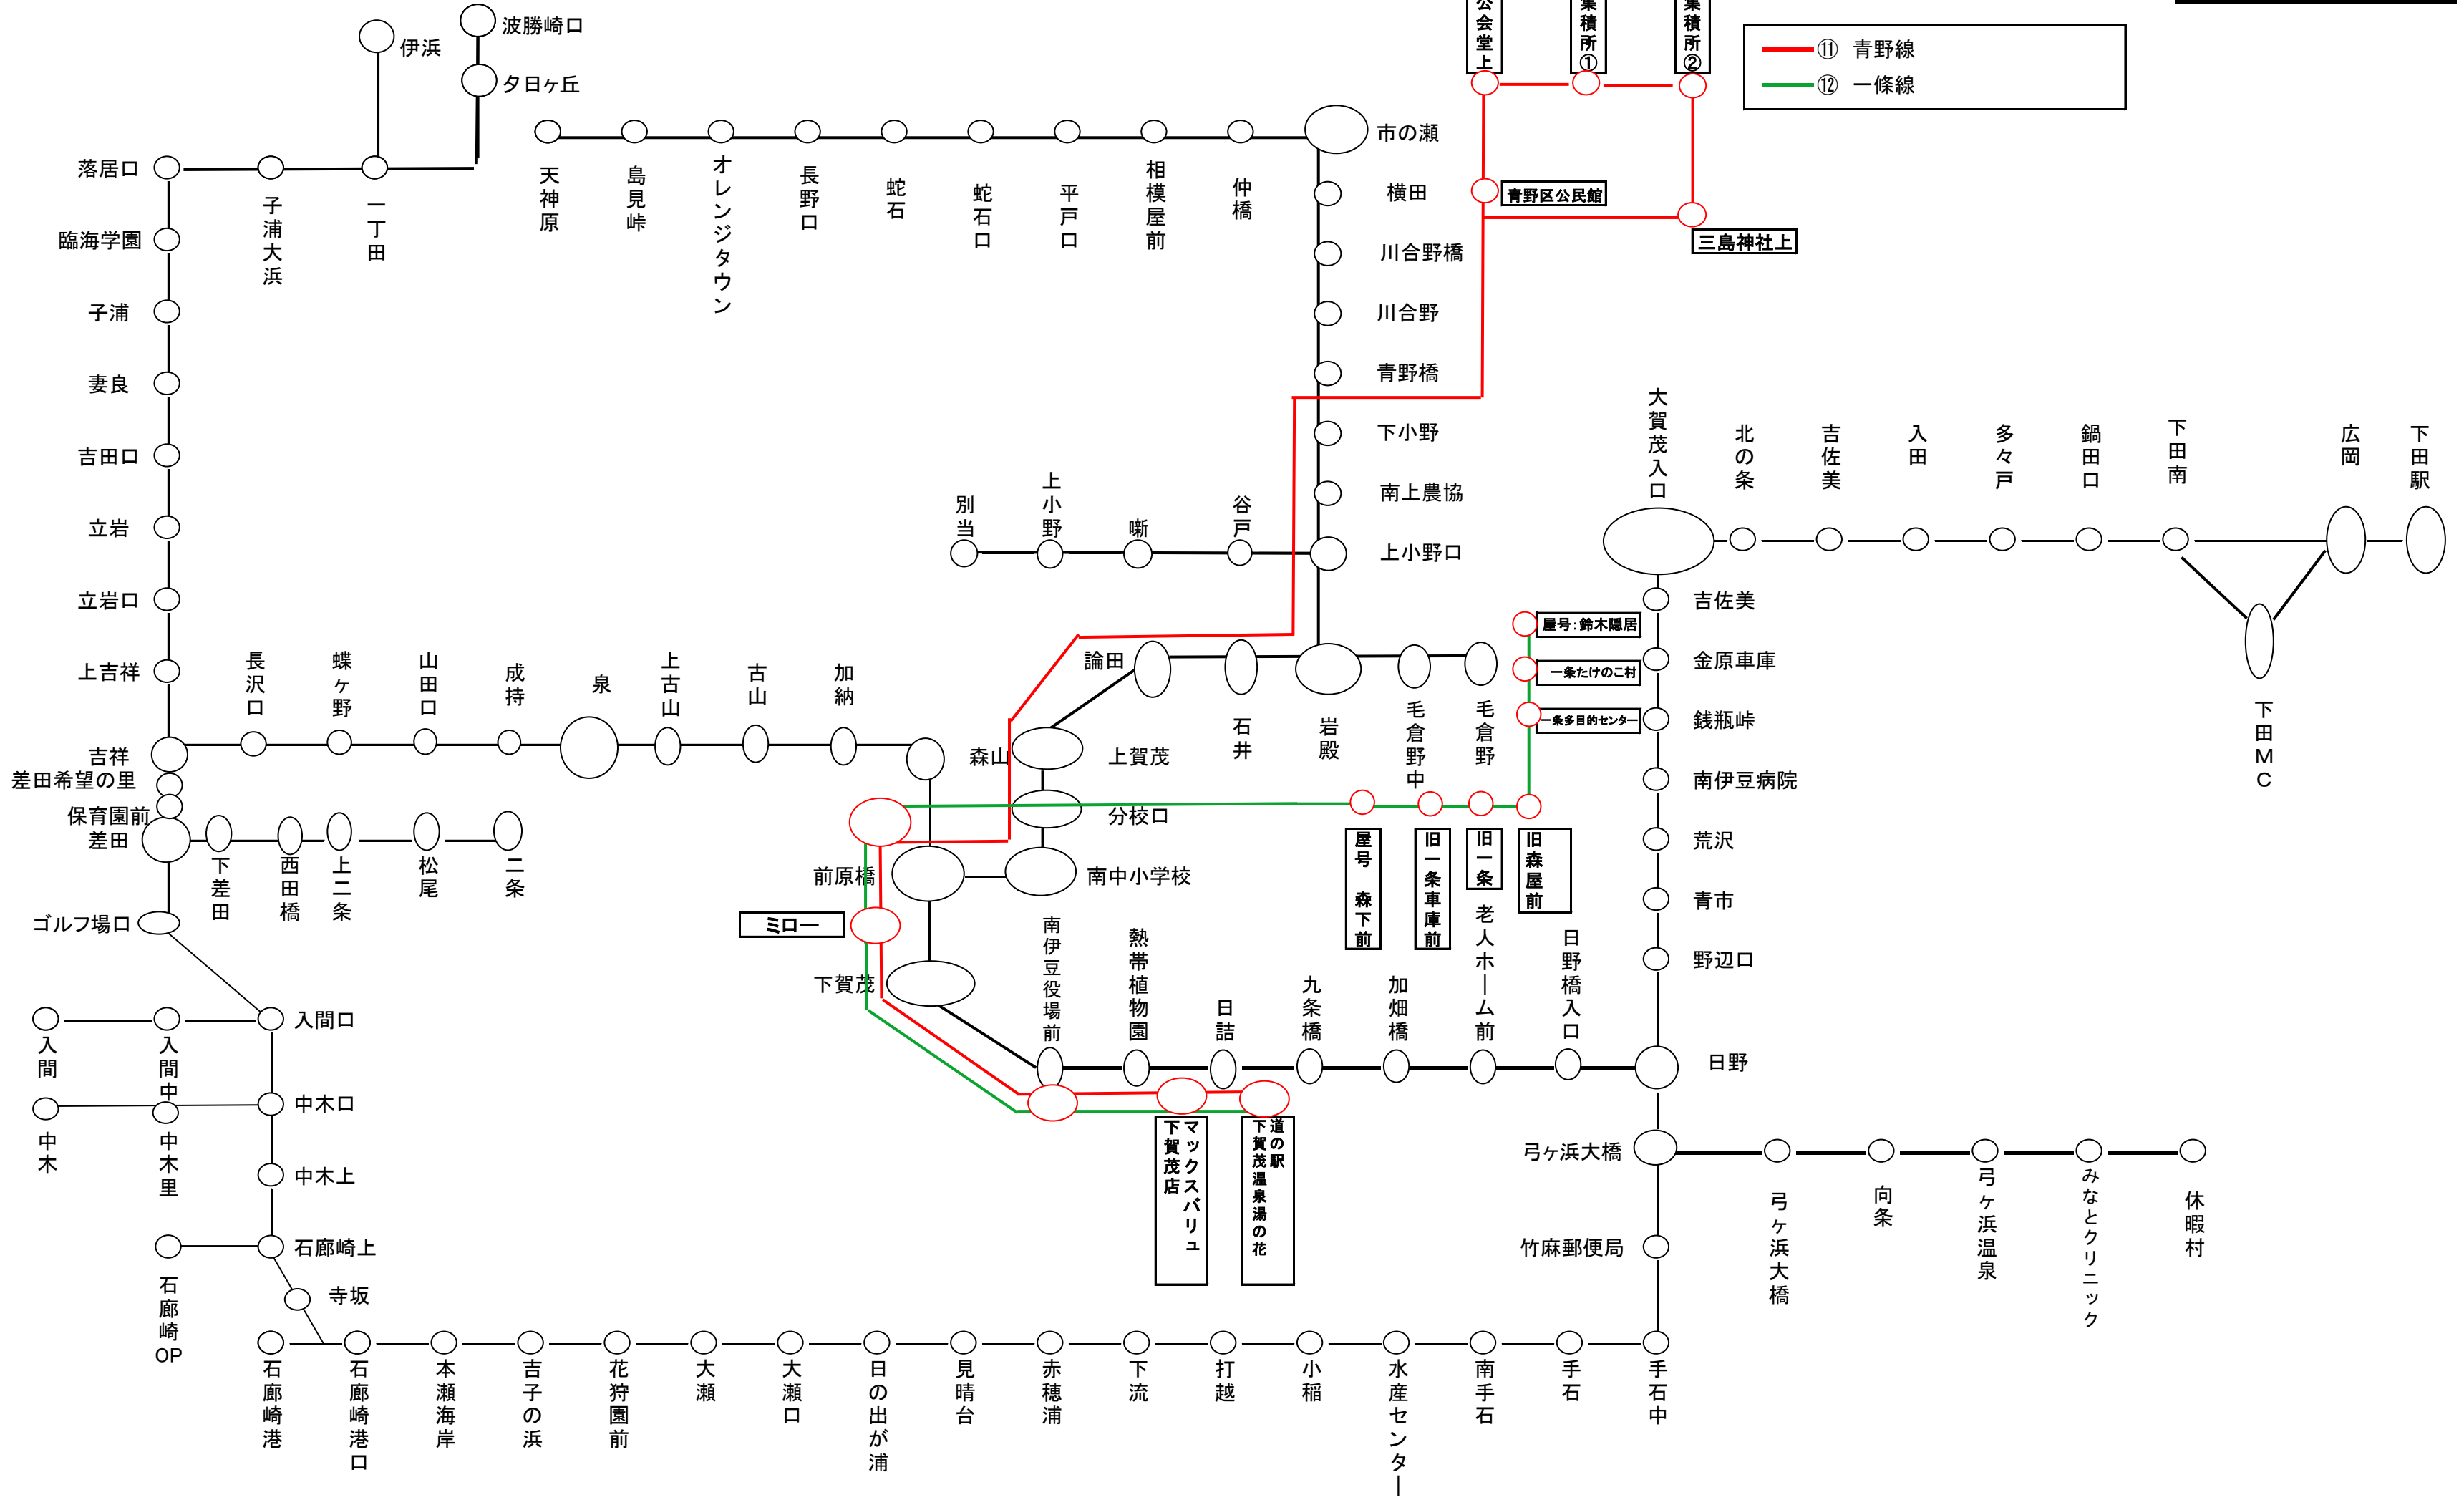 波勝崎口
伊浜
夕日ヶ丘
公会堂上
集積所①
集積所②
⑪ 青野線
⑫ 一條線
落居口
子浦大浜
一丁田
天神原
島見峠
オレンジタウン
長野口
蛇石
蛇石口
平戸口
相模屋前
仲橋
市の瀬
横田
川合野橋
川合野
青野橋
下小野
南上農協
上小野口
青野区公民館
三島神社上
臨海学園
子浦
妻良
吉田口
立岩
立岩口
上吉祥
吉祥
差田希望の里
保育園前
差田
ゴルフ場口
別当
上小野
噺
谷戸
大賀茂入口
北の条
吉佐美
入田
多々戸
鍋田口
下田南
広岡
下田駅
下田MC
吉佐美
金原車庫
銭瓶峠
南伊豆病院
荒沢
青市
野辺口
日野
屋号:鈴木隠居
一条たけのこ村
一条多目的センター
長沢口
蝶ヶ野
山田口
成持
泉
上古山
古山
加納
森山
論田
石井
岩殿
毛倉野中
毛倉野
上賀茂
分校口
南中小学校
前原橋
ミロー
下賀茂
下差田
西田橋
上二条
松尾
二条
屋号 森下前
旧一条車庫前
旧一条
旧森屋前
南伊豆役場前
熱帯植物園
日詰
九条橋
加畑橋
老人ホーム前
日野橋入口
マックスバリュ
下賀茂店
道の駅
下賀茂温泉湯の花
入間
入間中
入間口
中木
中木里
中木口
中木上
石廊崎上
石廊崎OP
寺坂
弓ヶ浜大橋
弓ヶ浜大橋
向条
弓ヶ浜温泉
みなとクリニック
休暇村
竹麻郵便局
石廊崎港
石廊崎港口
本瀬海岸
吉子の浜
花狩園前
大瀬
大瀬口
日の出が浦
見晴台
赤穂浦
下流
打越
小稲
水産センター
南手石
手石
手石中